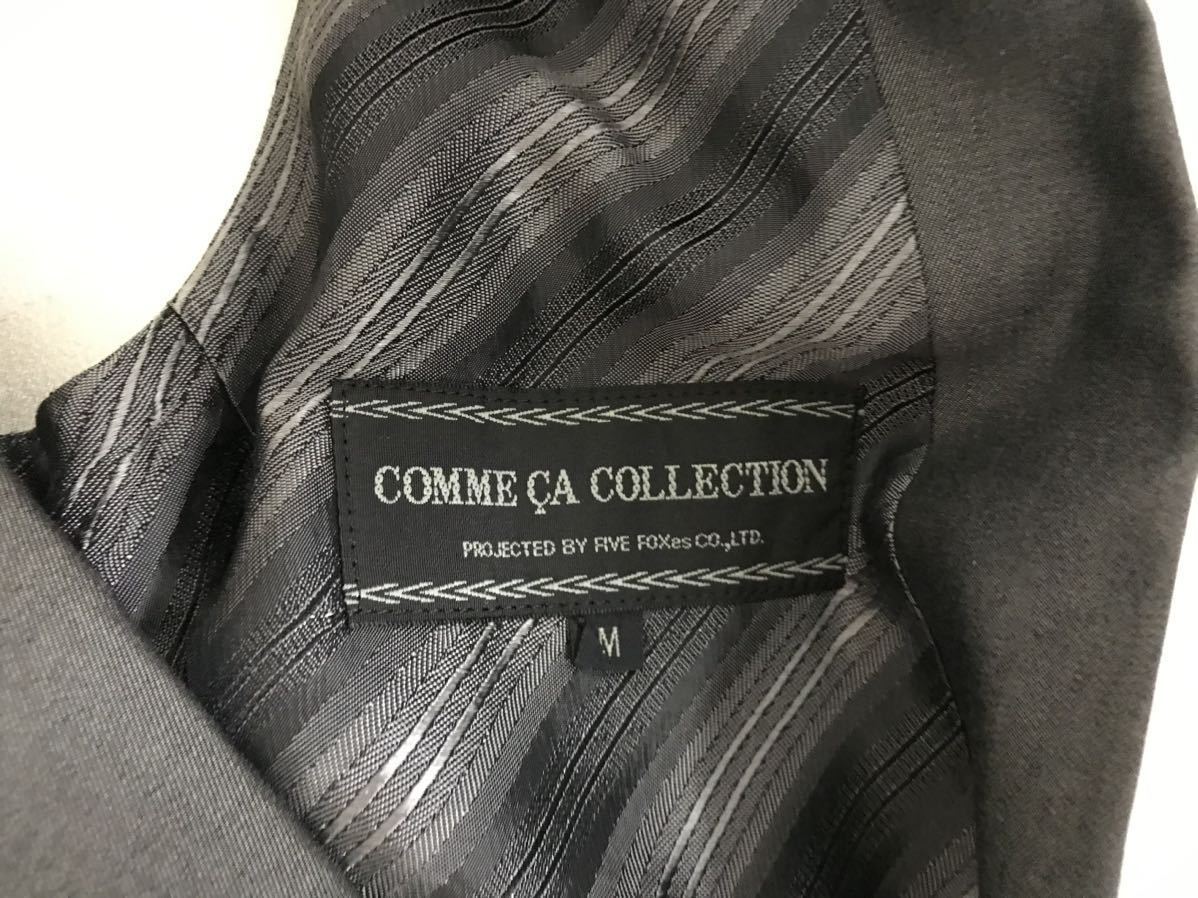 COMME ÇA COLLECTION
PROJECTED BY FIVE FOXes CO.,LTD.
M